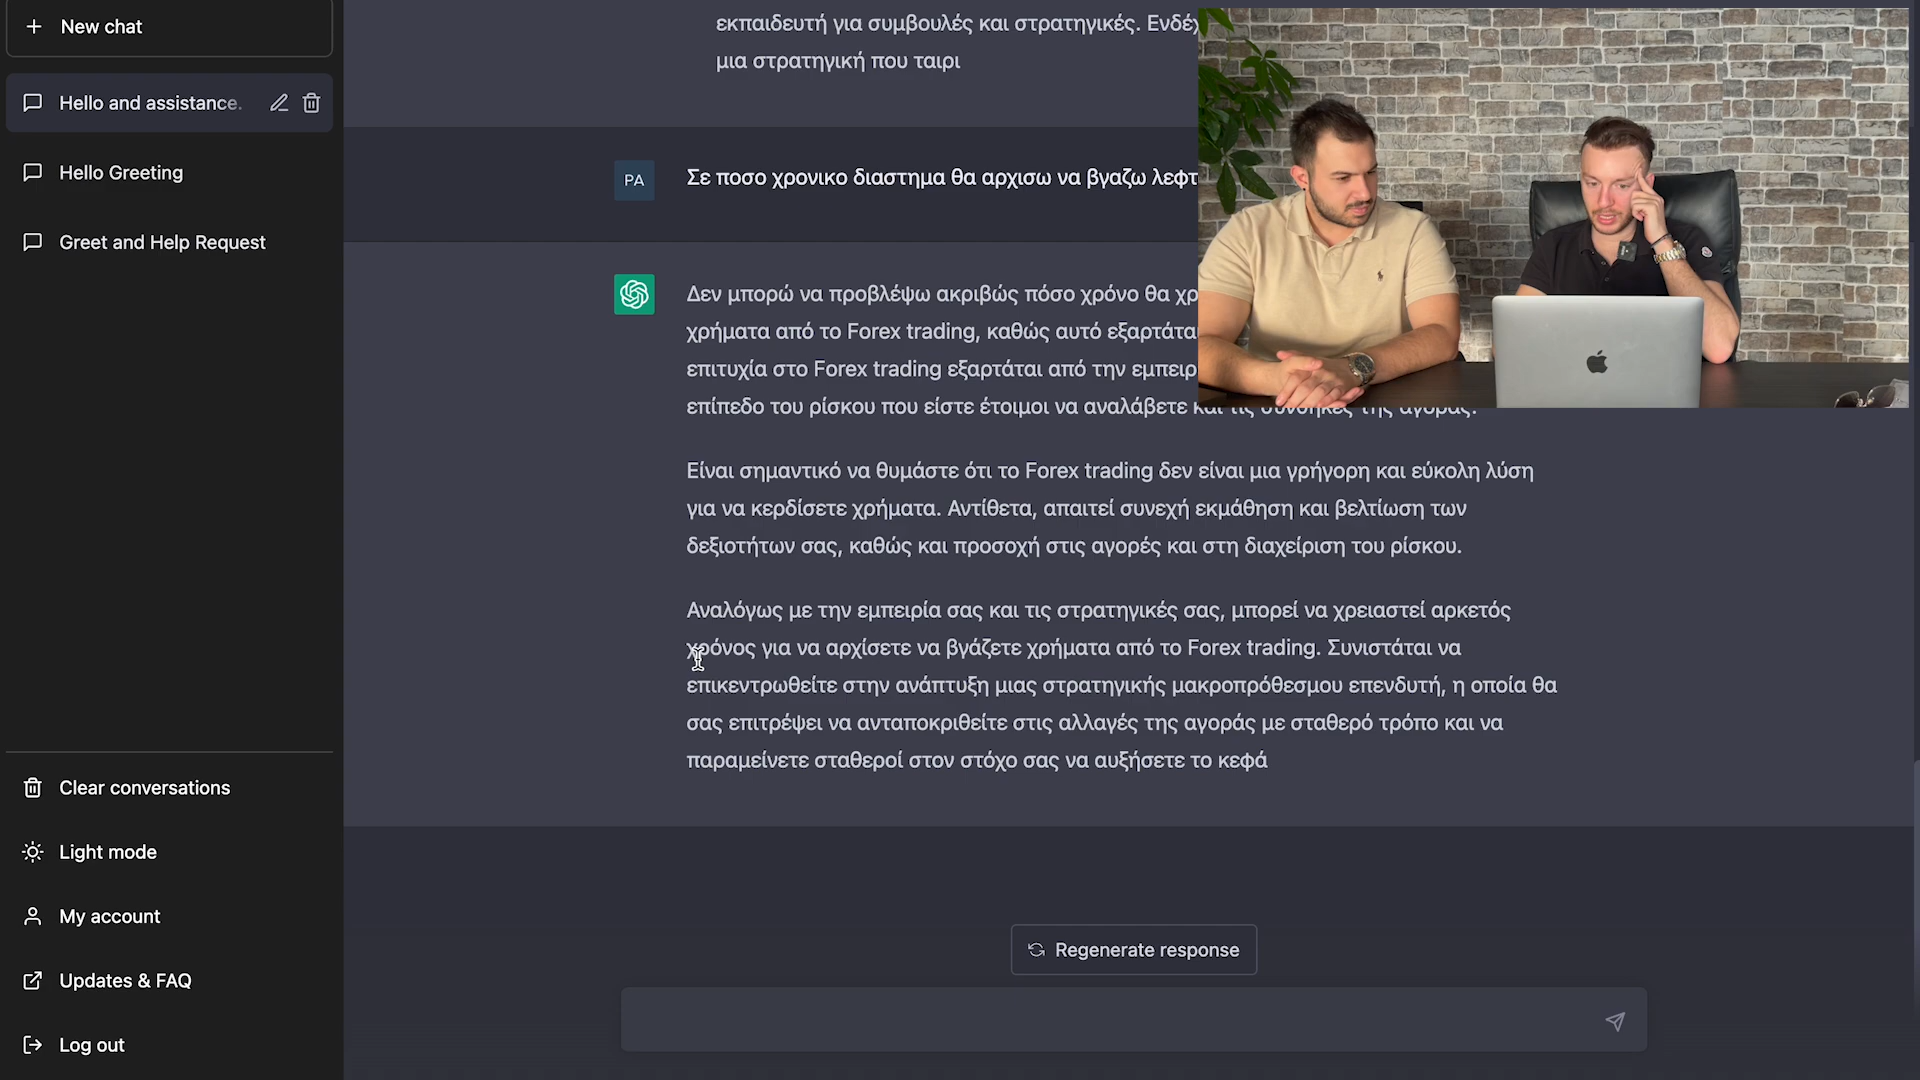 New chat
Hello and assistance.
Hello Greeting
Greet and Help Request
Clear conversations
Light mode
My account
Updates & FAQ
Log out
εκπαιδευτή για συμβουλές και στρατηγικές.
μια στρατηγική που ταιρι
PA
Σε ποσο χρονικο διαστημα θα αρχισω να βγαζω λεφτ
Δεν μπορώ να προβλέψω ακριβώς πόσο χρόνο θα
χρήματα από το Forex trading, καθώς αυτό εξαρτάται
επιτυχία στο Forex trading εξαρτάται από την εμπειρ
επίπεδο του ρίσκου που είστε έτοιμοι να αναλάβετε και τις συνθήκες της αγοράς.
Είναι σημαντικό να θυμάστε ότι το Forex trading δεν είναι μια γρήγορη και εύκολη λύση
για να κερδίσετε χρήματα. Αντίθετα, απαιτεί συνεχή εκμάθηση και βελτίωση των
δεξιοτήτων σας, καθώς και προσοχή στις αγορές και στη διαχείριση του ρίσκου.
Αναλόγως με την εμπειρία σας και τις στρατηγικές σας, μπορεί να χρειαστεί αρκετός
χρόνος για να αρχίσετε να βγάζετε χρήματα από το Forex trading. Συνιστάται να
επικεντρωθείτε στην ανάπτυξη μιας στρατηγικής μακροπρόθεσμου επενδυτή, η οποία θα
σας επιτρέψει να ανταποκριθείτε στις αλλαγές της αγοράς με σταθερό τρόπο και να
παραμείνετε σταθεροί στον στόχο σας να αυξήσετε το κεφά
Regenerate response